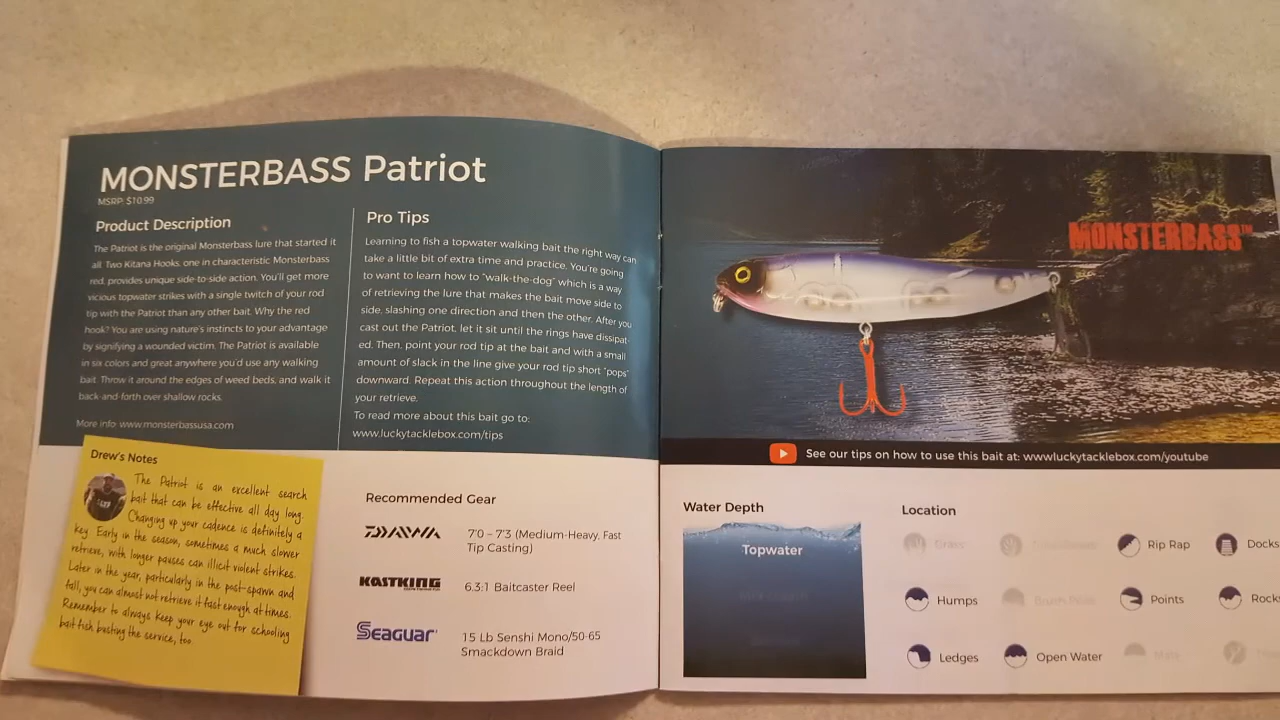 MONSTERBASS Patriot
MSRP: $10.99
Product Description
The Patriot is the original Monsterbass lure that started it
all. Two Kitana Hooks, one in characteristic Monsterbass
red, provides unique side-to-side action. You'll get more
vicious topwater strikes with a single twitch of your rod
tip with the Patriot than any other bait. Why the red
hook? You are using nature's instincts to your advantage
by signifying a wounded victim. The Patriot is available
in six colors and great anywhere you'd use any walking
bait. Throw it around the edges of weed beds, and walk it
back-and-forth over shallow rocks.
More info: www.monsterbassusa.com
Pro Tips
Learning to fish a topwater walking bait the right way can
take a little bit of extra time and practice. You're going
to want to learn how to "walk-the-dog" which is a way
of retrieving the lure that makes the bait move side to
side, slashing one direction and then the other. After you
cast out the Patriot, let it sit until the rings have dissipat-
ed. Then, point your rod tip at the bait and with a small
amount of slack in the line give your rod tip short "pops"
downward. Repeat this action throughout the length of
your retrieve.
To read more about this bait go to:
www.luckytacklebox.com/tips
Drew's Notes
The Patriot is an excellent search
bait that can be effective all day long.
Changing up your cadence is definitely a
key. Early in the season, sometimes a much slower
retrieve, with longer pauses can illicit violent strikes.
Later in the year, particularly in the post-spawn and
fall, you can almost not retrieve it fast enough at times.
Remember to always keep your eye out for schooling
bait fish busting the service, too.
Recommended Gear
DAIWA
7'0 – 7'3 (Medium-Heavy, Fast
Tip Casting)
KASTKING
6.3:1 Baitcaster Reel
Seaguar
15 Lb Senshi Mono/50-65
Smackdown Braid
MONSTERBASS™
See our tips on how to use this bait at: www.luckytacklebox.com/youtube
Water Depth
Topwater
Location
Grass
Rip Rap
Docks
Humps
Brush Piles
Points
Rocks
Ledges
Open Water
Mats